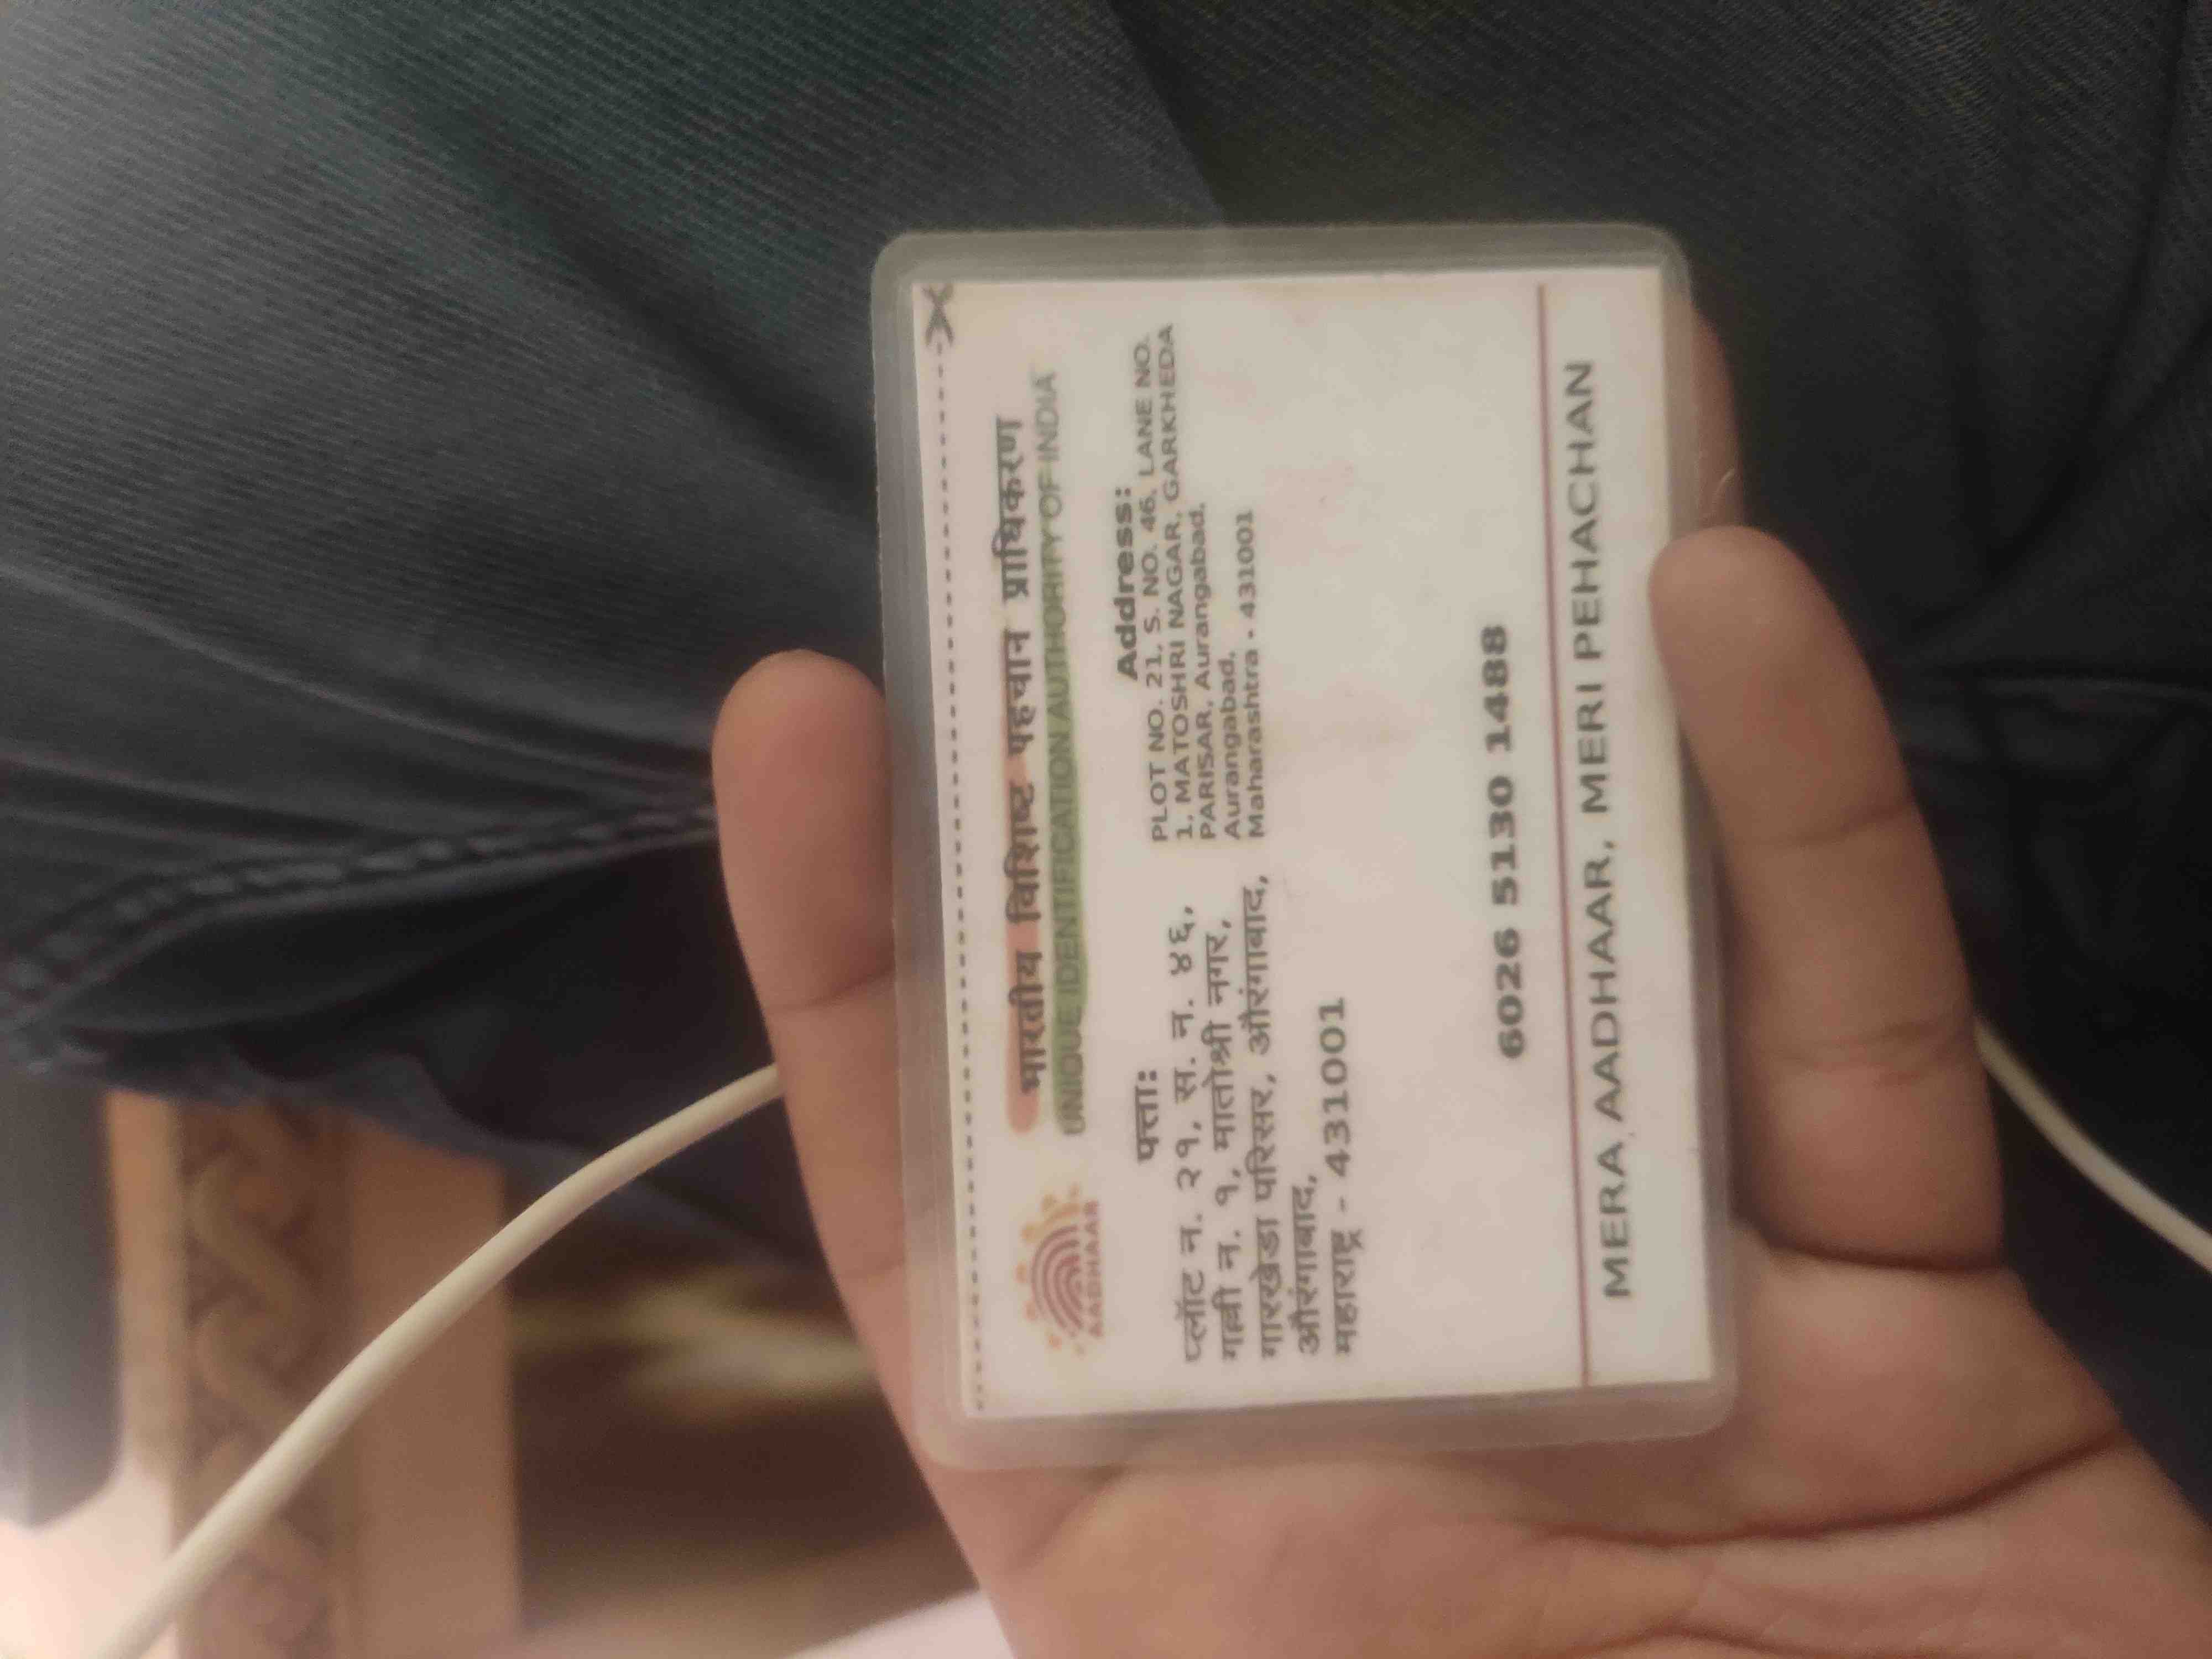 भारतीय विशिष्ट पहचान प्राधिकरण
UNIQUE IDENTIFICATION AUTHORITY OF INDIA
AADHAAR
पत्ता:
प्लॉट न. २१, स. न. ४६,
गल्ली न. १, मातोश्री नगर,
गारखेडा परिसर, औरंगाबाद,
औरंगाबाद,
महाराष्ट्र - 431001
Address:
PLOT NO. 21, S. NO. 46, LANE NO.
1, MATOSHRI NAGAR, GARKHEDA
PARISAR, Aurangabad,
Aurangabad,
Maharashtra - 431001
6026 5130 1488
MERA AADHAAR, MERI PEHACHAN